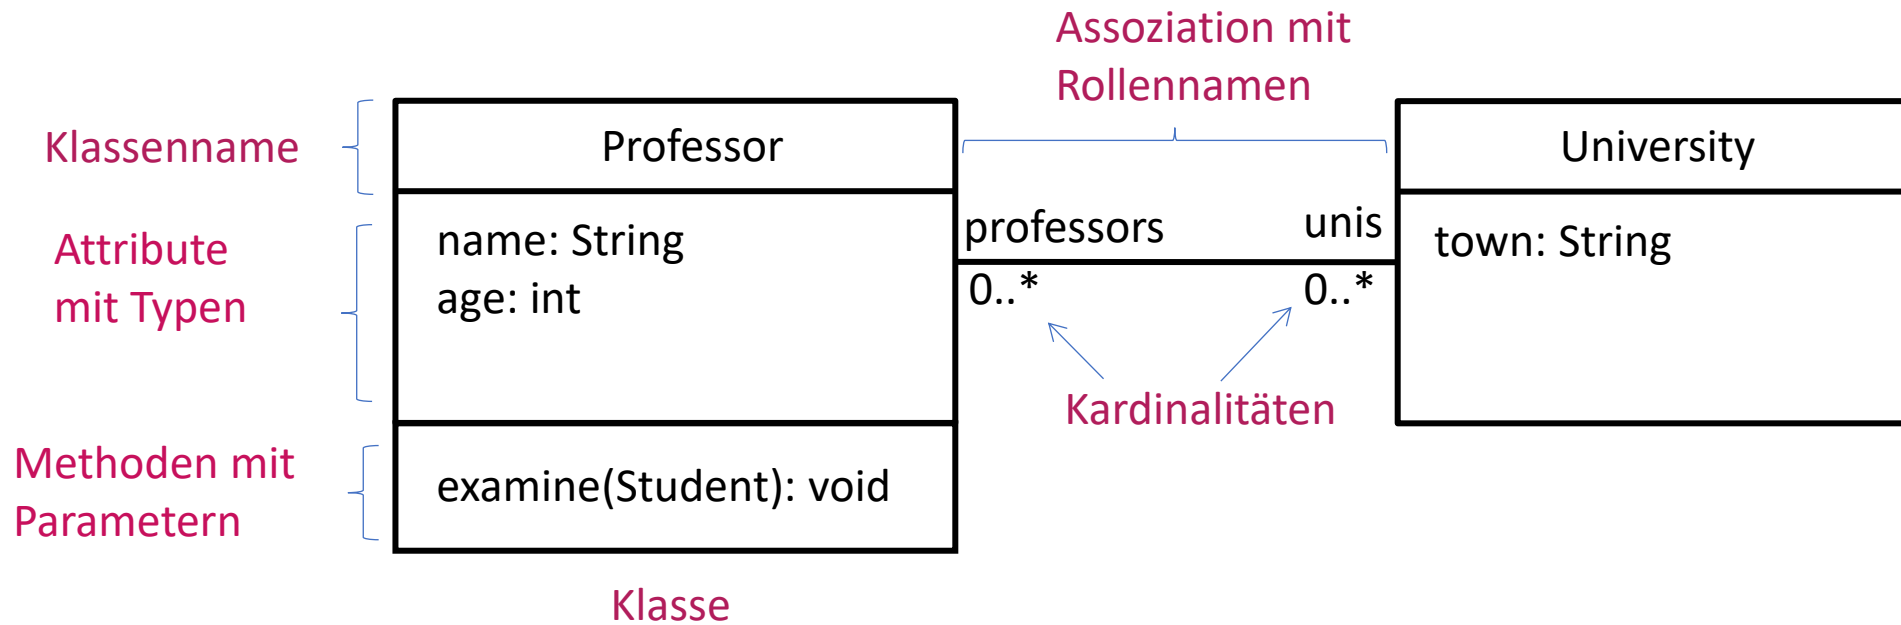 Assoziation mit
Rollennamen
Klassenname
Professor
University
Attribute
mit Typen
name: String
age: int
professors
unis
0..*
0..*
town: String
Kardinalitäten
Methoden mit
Parametern
examine(Student): void
Klasse